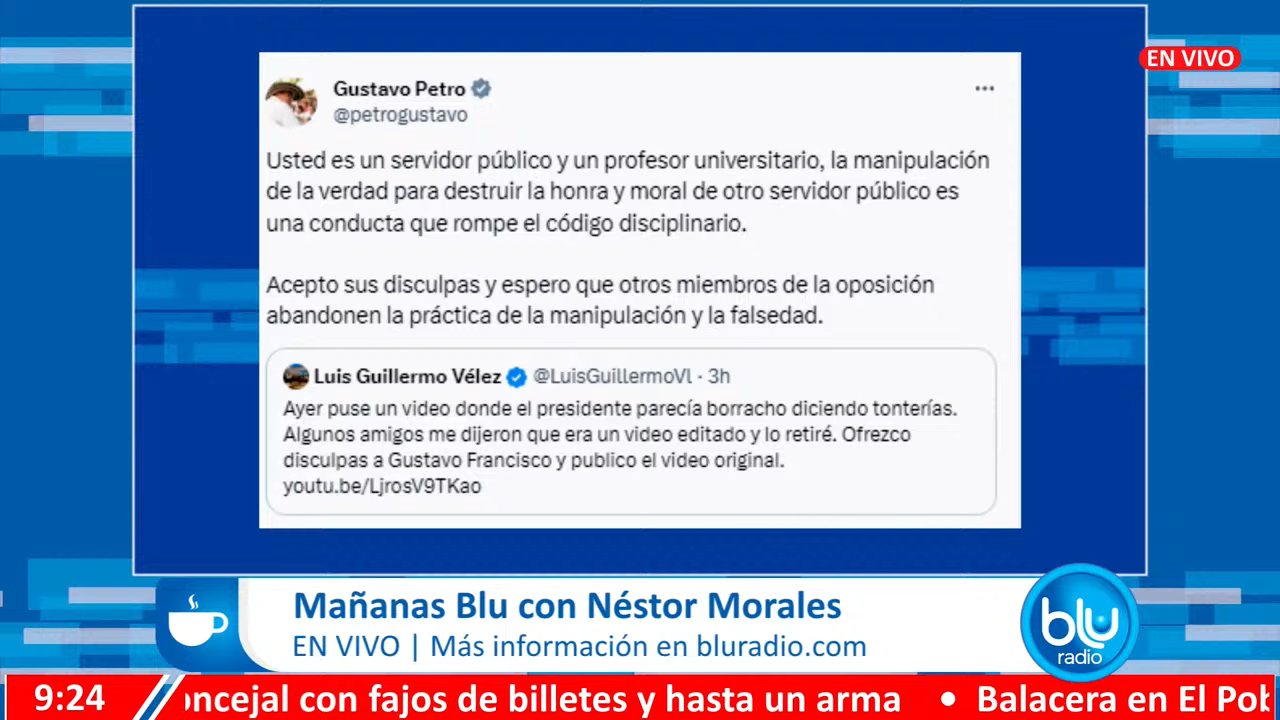 EN VIVO
Gustavo Petro
@petrogustavo
Usted es un servidor público y un profesor universitario, la manipulación
de la verdad para destruir la honra y moral de otro servidor público es
una conducta que rompe el código disciplinario.
Acepto sus disculpas y espero que otros miembros de la oposición
abandonen la práctica de la manipulación y la falsedad.
Luis Guillermo Vélez @LuisGuillermoVl · 3h
Ayer puse un video donde el presidente parecía borracho diciendo tonterías.
Algunos amigos me dijeron que era un video editado y lo retiré. Ofrezco
disculpas a Gustavo Francisco y publico el video original.
youtu.be/LjrosV9TKao
Mañanas Blu con Néstor Morales
EN VIVO | Más información en bluradio.com
blu
radio
9:24 oncejal con fajos de billetes y hasta un arma • Balacera en El Pob